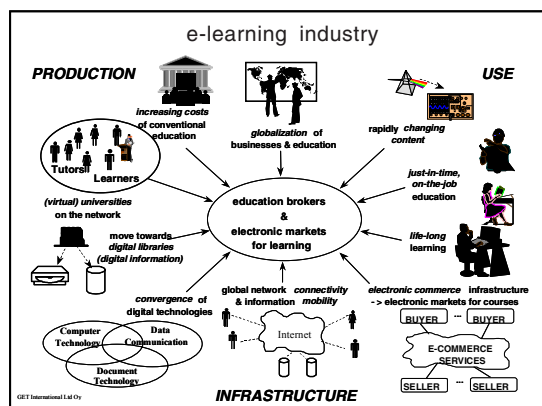 e-learning industry
PRODUCTION
USE
increasing costs
of conventional
education
globalization of
businesses & education
rapidly changing
content
Tutors
Learners
just-in-time,
on-the-job
education
(virtual) universities
on the network
education brokers
&
electronic markets
for learning
move towards
digital libraries
(digital information)
life-long
learning
convergence of
digital technologies
global network connectivity
& information mobility
electronic commerce infrastructure
-> electronic markets for courses
Computer
Technology
Data
Communication
Document
Technology
Internet
BUYER ... BUYER
E-COMMERCE
SERVICES
SELLER ... SELLER
INFRASTRUCTURE
GET International Ltd Oy